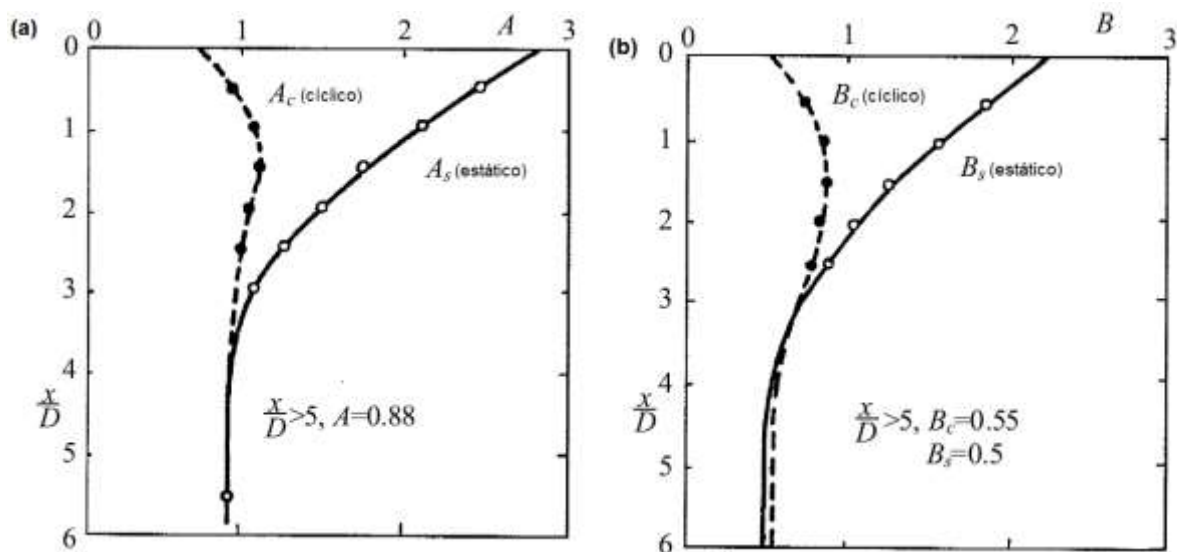 (a)
0 1 2 A 3
0
A_c (cíclico)
1
A_s (estático)
2
3
4
x/D
x/D >5, A=0.88
5
6
(b)
0 1 2 B 3
0
B_c (cíclico)
1
B_s (estático)
2
3
4
x/D
x/D >5, B_c=0.55
B_s=0.5
5
6